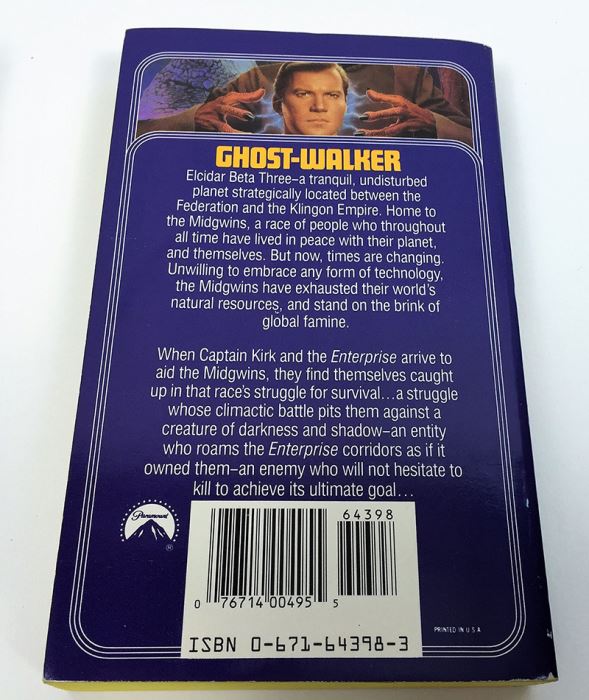 GHOST-WALKER
Elcidar Beta Three–a tranquil, undisturbed
planet strategically located between the
Federation and the Klingon Empire. Home to
the Midgwins, a race of people who throughout
all time have lived in peace with their planet,
and themselves. But now, times are changing.
Unwilling to embrace any form of technology,
the Midgwins have exhausted their world's
natural resources, and stand on the brink of
global famine.
When Captain Kirk and the Enterprise arrive to
aid the Midgwins, they find themselves caught
up in that race's struggle for survival...a struggle
whose climactic battle pits them against a
creature of darkness and shadow–an entity
who roams the Enterprise corridors as if it
owned them–an enemy who will not hesitate to
kill to achieve its ultimate goal...
Paramount
®
64398
0 76714 00495 5
ISBN 0-671-64398-3
PRINTED IN U S A